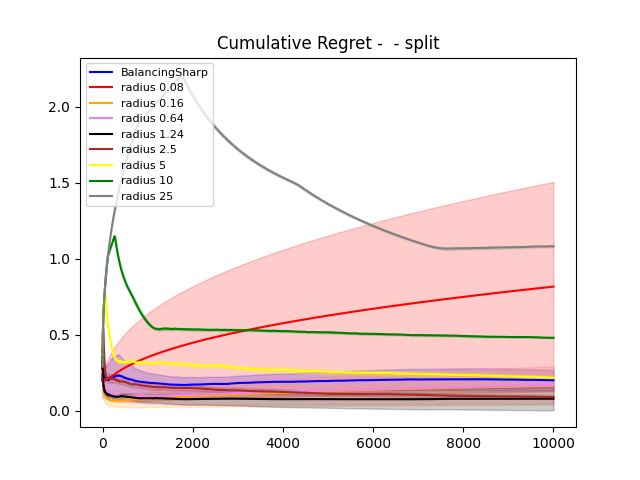 Cumulative Regret -  - split
BalancingSharp
radius 0.08
radius 0.16
radius 0.64
radius 1.24
radius 2.5
radius 5
radius 10
radius 25
2.0
1.5
1.0
0.5
0.0
0 2000 4000 6000 8000 10000